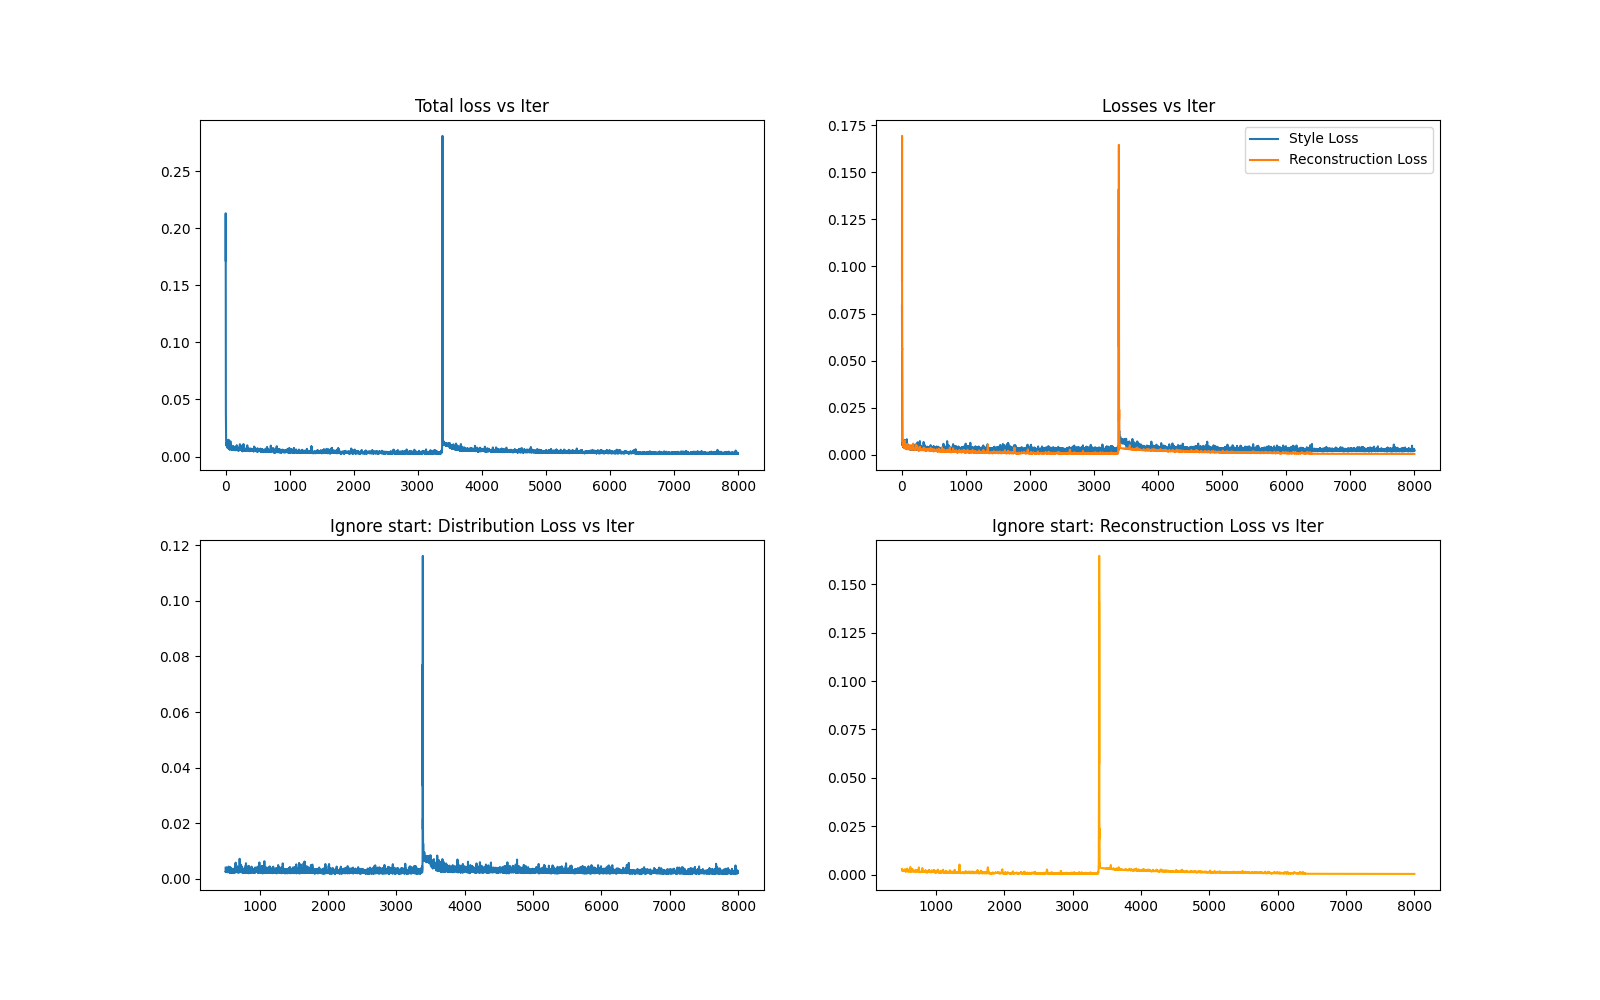 Total loss vs Iter
0.25
0.20
0.15
0.10
0.05
0.00
0 1000 2000 3000 4000 5000 6000 7000 8000
Losses vs Iter
Style Loss
Reconstruction Loss
0.175
0.150
0.125
0.100
0.075
0.050
0.025
0.000
0 1000 2000 3000 4000 5000 6000 7000 8000
Ignore start: Distribution Loss vs Iter
0.12
0.10
0.08
0.06
0.04
0.02
0.00
1000 2000 3000 4000 5000 6000 7000 8000
Ignore start: Reconstruction Loss vs Iter
0.150
0.125
0.100
0.075
0.050
0.025
0.000
1000 2000 3000 4000 5000 6000 7000 8000